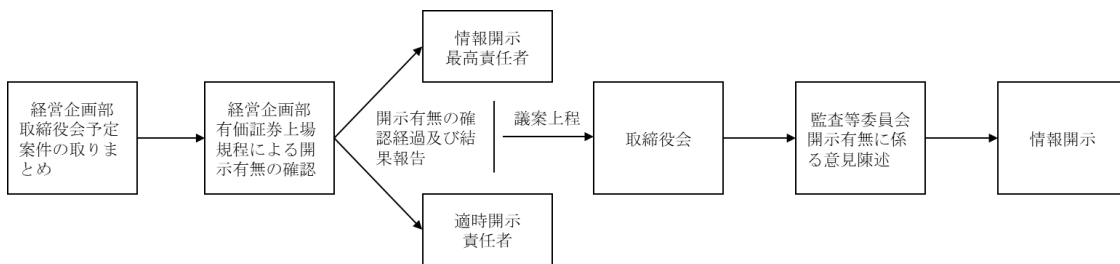 経営企画部
取締役会予定
案件の取りま
とめ
経営企画部
有価証券上場
規程による開
示有無の確認
情報開示
最高責任者
開示有無の確
認経過及び結
果報告
適時開示
責任者
議案上程
取締役会
監査等委員会
開示有無に係
る意見陳述
情報開示